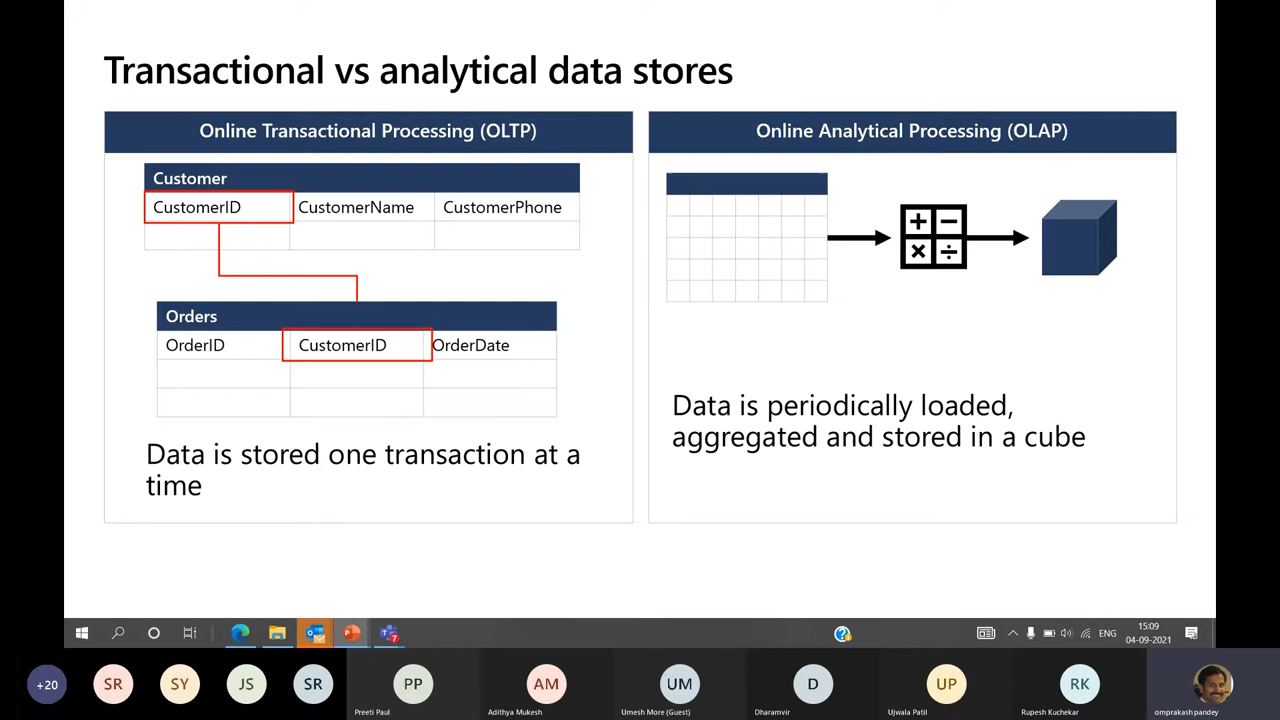 Transactional vs analytical data stores
Online Transactional Processing (OLTP)
Customer
CustomerID CustomerName CustomerPhone
Orders
OrderID CustomerID OrderDate
Data is stored one transaction at a
time
Online Analytical Processing (OLAP)
Data is periodically loaded,
aggregated and stored in a cube
7
ENG
15:09
04-09-2021
+20
SR
SY
JS
SR
PP
Preeti Paul
AM
Adithya Mukesh
UM
Umesh More (Guest)
D
Dharamvir
UP
Ujwala Patil
RK
Rupesh Kuchekar
omprakash pandey